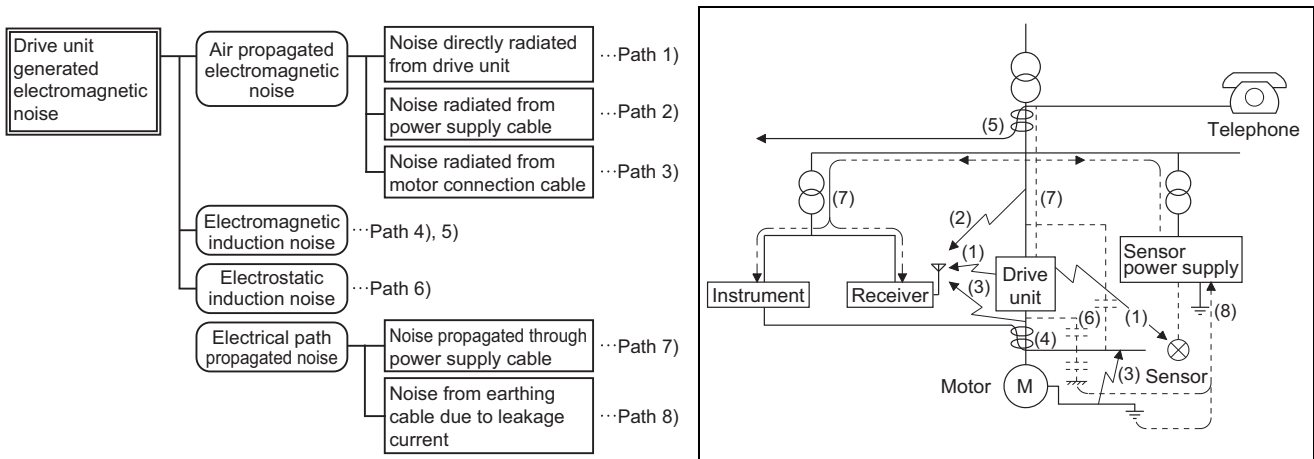 Drive unit
generated
electromagnetic
noise
Air propagated
electromagnetic
noise
Noise directly radiated
from drive unit
···Path 1)
Noise radiated from
power supply cable
···Path 2)
Noise radiated from
motor connection cable
···Path 3)
Electromagnetic
induction noise
···Path 4), 5)
Electrostatic
induction noise
···Path 6)
Electrical path
propagated noise
Noise propagated through
power supply cable
···Path 7)
Noise from earthing
cable due to leakage
current
···Path 8)
(5)
Telephone
(7)
(7)
(2)
(1)
(3)
Instrument
Receiver
Drive
unit
Sensor
power supply
(6)
(1)
(8)
(4)
(3)
Sensor
Motor
M